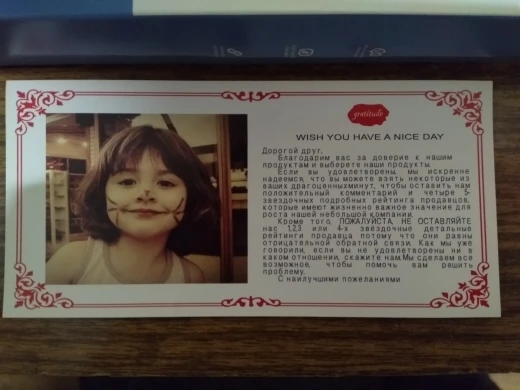 gratitude
WISH YOU HAVE A NICE DAY
Дорогой друг,
Благодарим вас за доверие к нашим
продуктам и выберете наши продукты.
Если вы удовлетворены, мы искренне
надеемся, что вы можете взять некоторые из
ваших драгоценныхминут, чтобы оставить нам
положительный комментарий и четыре 5-
звездочных подробных рейтинга продавцов,
которые имеют жизненно важное значение для
роста нашей небольшой компании.
Кроме того, ПОЖАЛУЙСТА, НЕ ОСТАВЛЯЙТЕ
нас 1,2,3 или 4-х звёздочные детальные
рейтинги продавца, потому что они равны
отрицательной обратной связи. Как мы уже
говорили, если вы не удовлетворены ни в
каком отношении, скажите нам.Мы сделаем все
возможное, чтобы помочь вам решить
проблему.
С наилучшими пожеланиями